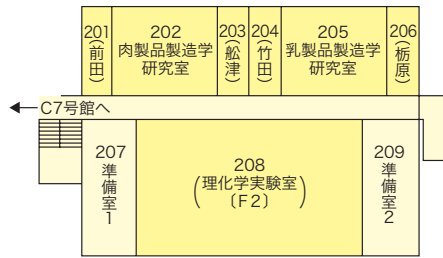 201
(前田)
202
肉製品製造学
研究室
203
(舩津)
204
(竹田)
205
乳製品製造学
研究室
206
(栃原)
C7号館へ
207
準備室1
208
(理化学実験室)
〔F2〕
209
準備室2